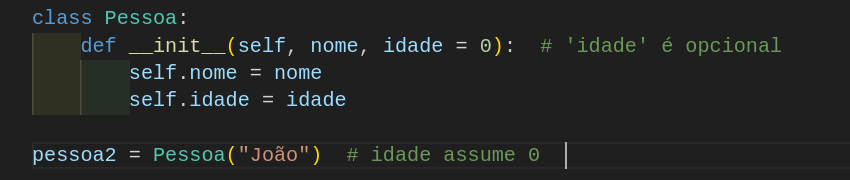 class Pessoa:
    def __init__(self, nome, idade = 0):  # 'idade' é opcional
        self.nome = nome
        self.idade = idade
pessoa2 = Pessoa("João")  # idade assume 0